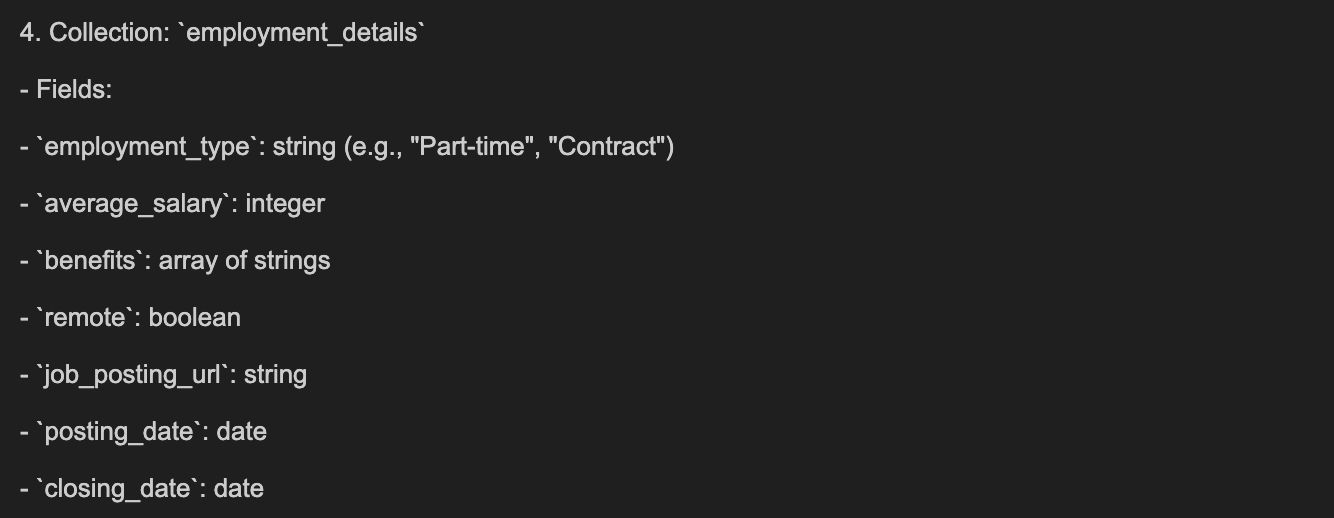 4. Collection: `employment_details`
- Fields:
- `employment_type`: string (e.g., "Part-time", "Contract")
- `average_salary`: integer
- `benefits`: array of strings
- `remote`: boolean
- `job_posting_url`: string
- `posting_date`: date
- `closing_date`: date